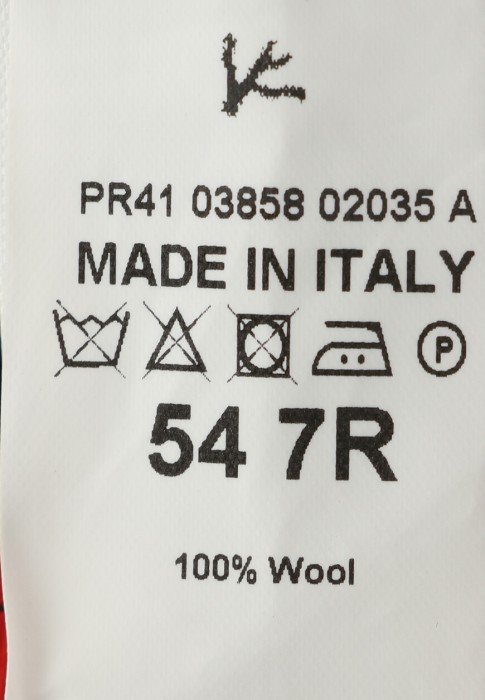 PR41 03858 02035 A
MADE IN ITALY
P
54 7R
100% Wool